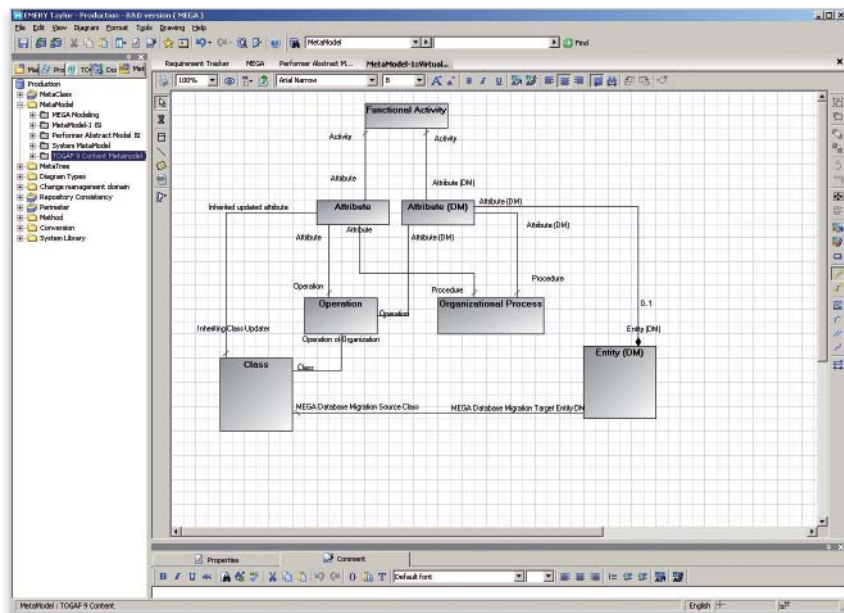 EMERY Taylor - Production - R&D version ( MEGA )
File Edit View Diagram Format Tools Drawing Help
MetaModel
Find
Requirement Tracker MEGA Performer Abstract M... MetaModel-1::Virtual...
100% Arial Narrow 8
Production
MetaClass
MetaModel
MEGA Modeling
MetaModel-1
Performer Abstract Model
System MetaModel
TOGAF 9 Content Metamodel
MetaTree
Diagram Types
Change management domain
Repository Consistency
Perimeter
Method
Conversion
System Library
Functional Activity
Activity Activity
Attribute
Attribute (DM)
Inherited updated attribute
Attribute
Attribute (DM)
Attribute (DM)
Attribute
Attribute
Attribute (DM)
Attribute (DM)
Operation
Procedure
Procedure
Operation
Operation
Organizational Process
0..1
Inheriting Class Updater
Operation of Organization
Entity (DM)
Class
Class
Entity (DM)
MEGA Database Migration Source Class
MEGA Database Migration Target Entity DM
Properties Comment
B I U
Default font
MetaModel : TOGAF 9 Content
English